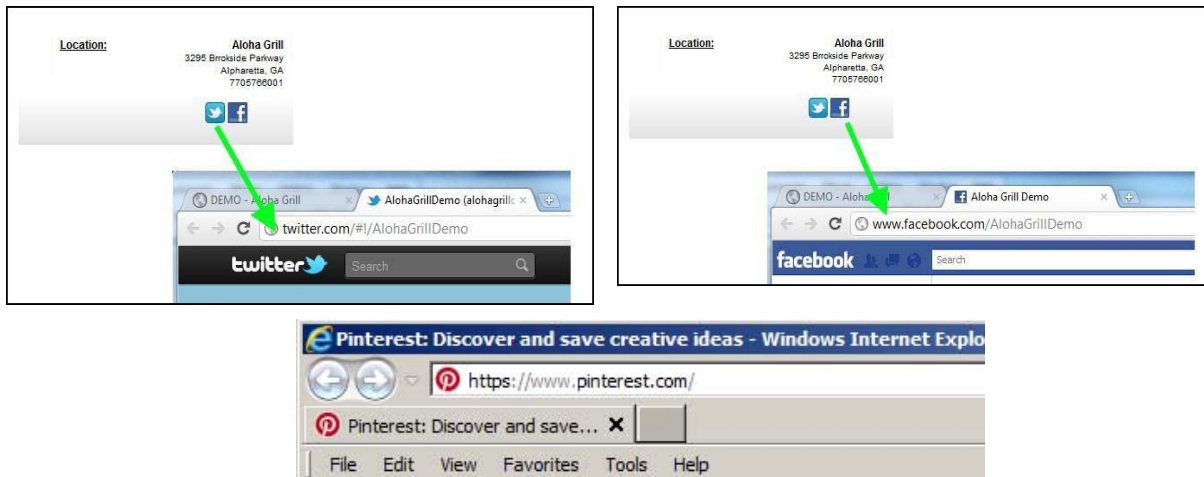 Location:
Aloha Grill
3295 Brrokside Parkway
Alpharetta, GA
7705766001
DEMO - Aloha Grill
AlohaGrillDemo (alohagrill
twitter.com/#!/AlohaGrillDemo
twitter
Search
Location:
Aloha Grill
3295 Brrokside Parkway
Alpharetta, GA
7705766001
DEMO - Aloha
Aloha Grill Demo
www.facebook.com/AlohaGrillDemo
facebook
Search
Pinterest: Discover and save creative ideas - Windows Internet Explo
https://www.pinterest.com/
Pinterest: Discover and save...
File Edit View Favorites Tools Help